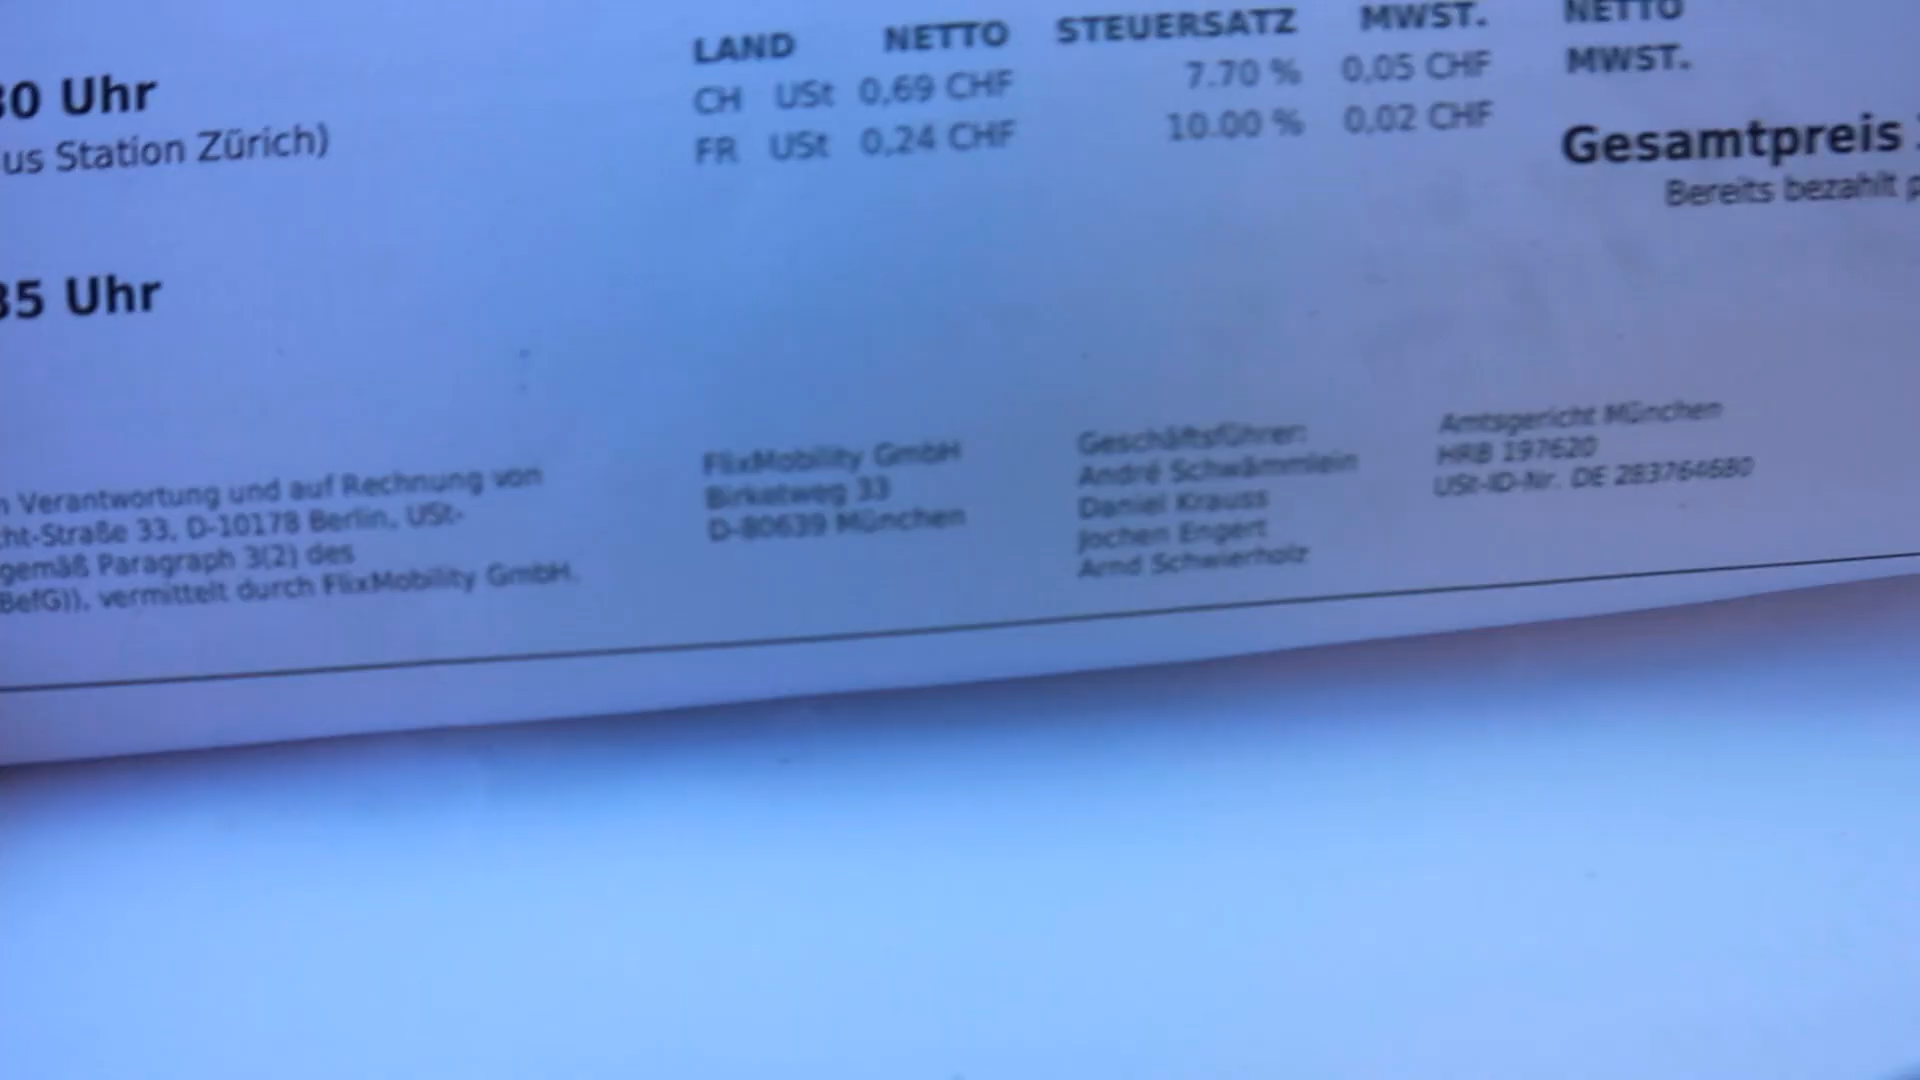 30 Uhr
us Station Zürich)
35 Uhr
LAND NETTO STEUERSATZ MWST.
CH USt 0,69 CHF 7.70 % 0,05 CHF
FR USt 0,24 CHF 10.00 % 0,02 CHF
NETTO
MWST.
Gesamtpreis
Bereits bezahlt
Verantwortung und auf Rechnung von
cht-Straße 33, D-10178 Berlin, USt-
gemäß Paragraph 3(2) des
BefG)), vermittelt durch FlixMobility GmbH.
FlixMobility GmbH
Birketweg 33
D-80639 München
Geschäftsführer:
André Schwämmlein
Daniel Krauss
Jochen Engert
Arnd Schwierholz
Amtsgericht München
HRB 197620
USt-ID-Nr. DE 283764680